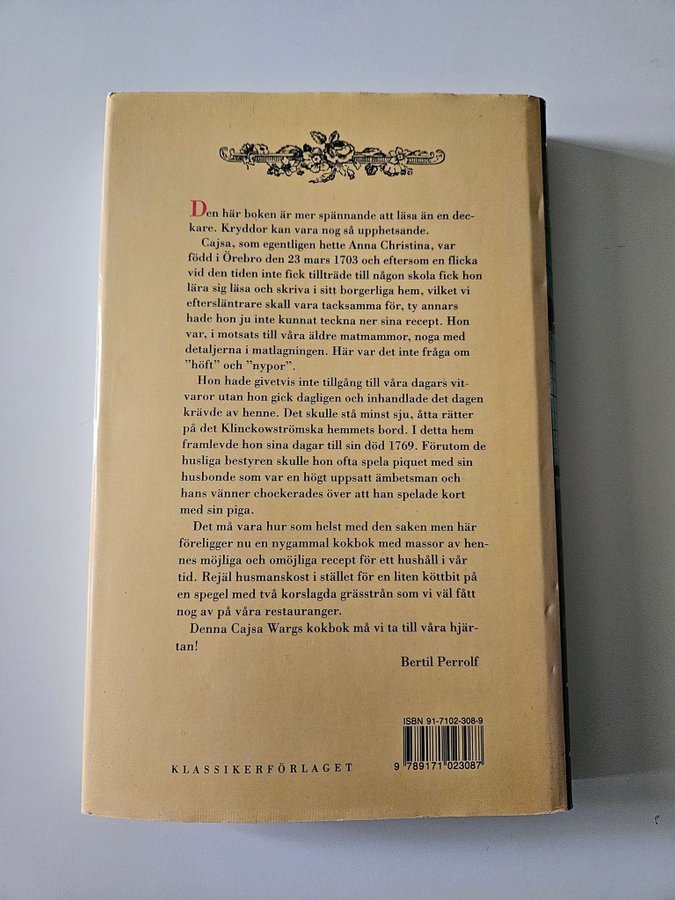 Den här boken är mer spännande att läsa än en dec-
kare. Kryddor kan vara nog så upphetsande.
Cajsa, som egentligen hette Anna Christina, var
född i Örebro den 23 mars 1703 och eftersom en flicka
vid den tiden inte fick tillträde till någon skola fick hon
lära sig läsa och skriva i sitt borgerliga hem, vilket vi
eftersläntrare skall vara tacksamma för, ty annars
hade hon ju inte kunnat teckna ner sina recept. Hon
var, i motsats till våra äldre matmammor, noga med
detaljerna i matlagningen. Här var det inte fråga om
”höft” och ”nypor”.
Hon hade givetvis inte tillgång till våra dagars vit-
varor utan hon gick dagligen och inhandlade det dagen
krävde av henne. Det skulle stå minst sju, åtta rätter
på det Klinckowströmska hemmets bord. I detta hem
framlevde hon sina dagar till sin död 1769. Förutom de
husliga bestyren skulle hon ofta spela piquet med sin
husbonde som var en högt uppsatt ämbetsman och
hans vänner chockerades över att han spelade kort
med sin piga.
Det må vara hur som helst med den saken men här
föreligger nu en nygammal kokbok med massor av hen-
nes möjliga och omöjliga recept för ett hushåll i vår
tid. Rejäl husmanskost i stället för en liten köttbit på
en spegel med två korslagda grässtrån som vi väl fått
nog av på våra restauranger.
Denna Cajsa Wargs kokbok må vi ta till våra hjär-
tan!
Bertil Perrolf
ISBN 91-7102-308-9
9 789171 023087
KLASSIKERFÖRLAGET